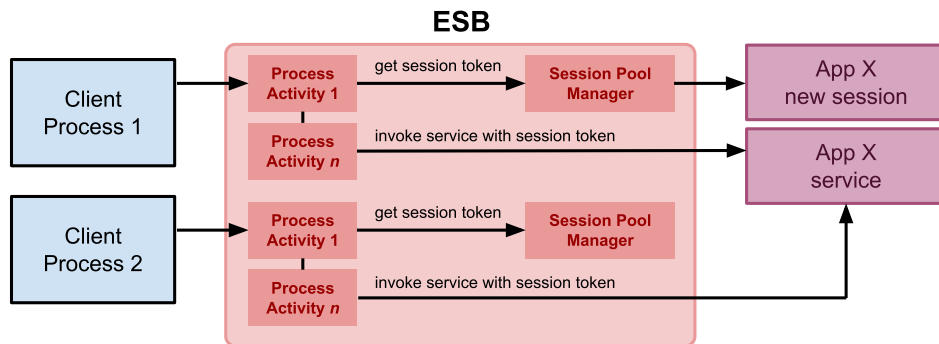 ESB
Client
Process 1
Process
Activity 1
get session token
Session Pool
Manager
App X
new session
Process
Activity n
invoke service with session token
App X
service
Client
Process 2
Process
Activity 1
get session token
Session Pool
Manager
Process
Activity n
invoke service with session token